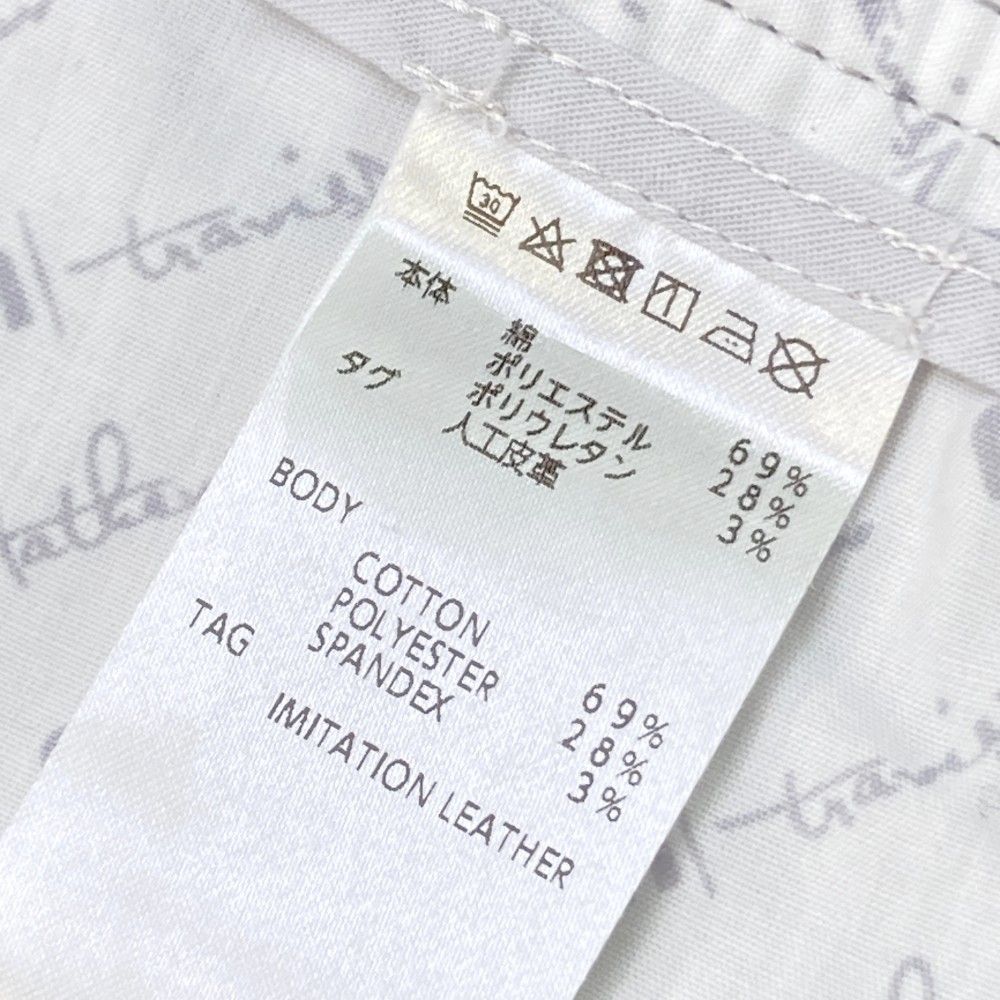 30
本体
綿 69%
ポリエステル 28%
ポリウレタン 3%
タグ
人工皮革
BODY
COTTON 69%
POLYESTER 28%
SPANDEX 3%
TAG
IMITATION LEATHER